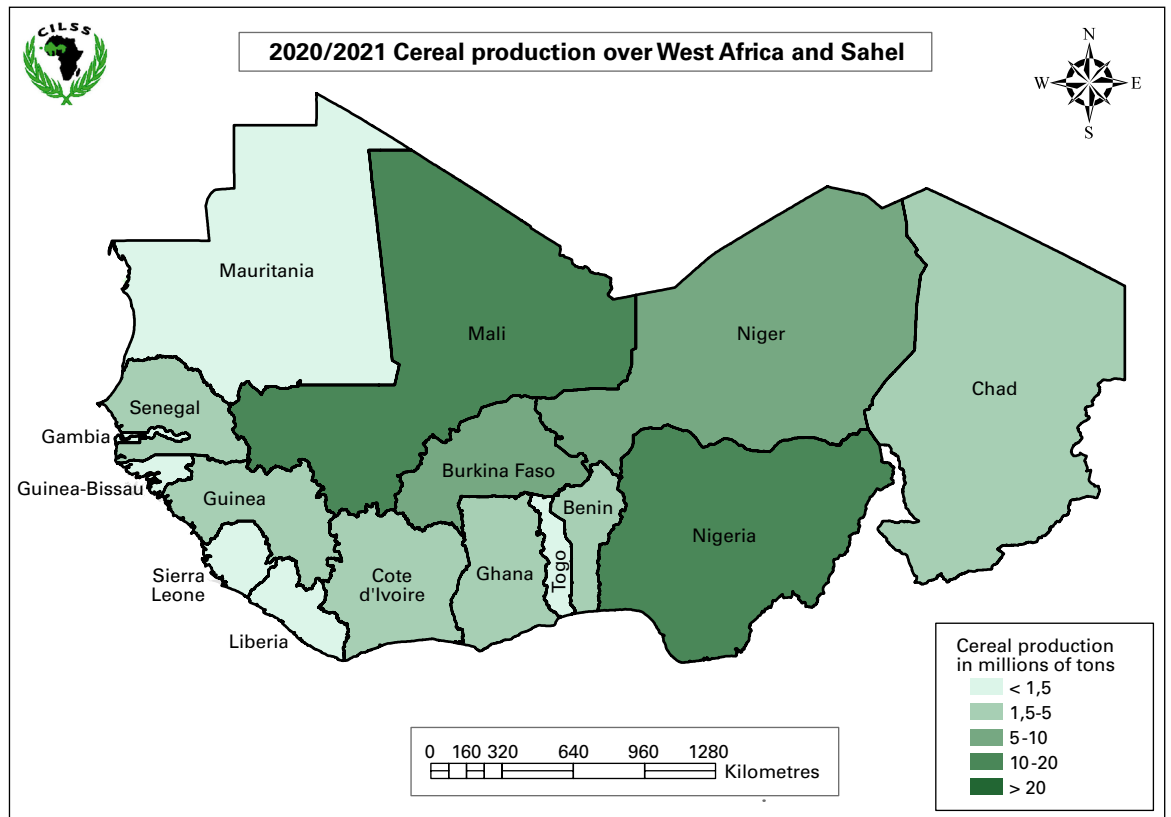 CILSS
2020/2021 Cereal production over West Africa and Sahel
N
W
E
S
Mauritania
Mali
Niger
Chad
Senegal
Gambia
Guinea-Bissau
Guinea
Burkina Faso
Benin
Nigeria
Sierra
Leone
Liberia
Cote
d'Ivoire
Ghana
Togo
Cereal production
in millions of tons
< 1,5
1,5-5
5-10
10-20
> 20
0 160 320 640 960 1280
Kilometres